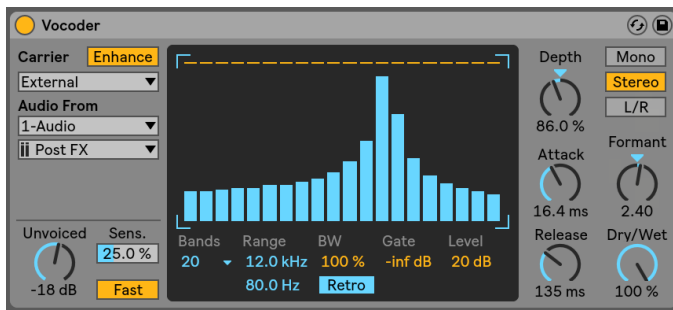 Vocoder
Carrier Enhance
External
Audio From
1-Audio
Post FX
Unvoiced Sens.
25.0 %
-18 dB Fast
Bands Range BW Gate Level
20 12.0 kHz 100 % -inf dB 20 dB
80.0 Hz Retro
Depth Mono
Stereo
L/R
86.0 %
Attack Formant
16.4 ms 2.40
Release Dry/Wet
135 ms 100 %